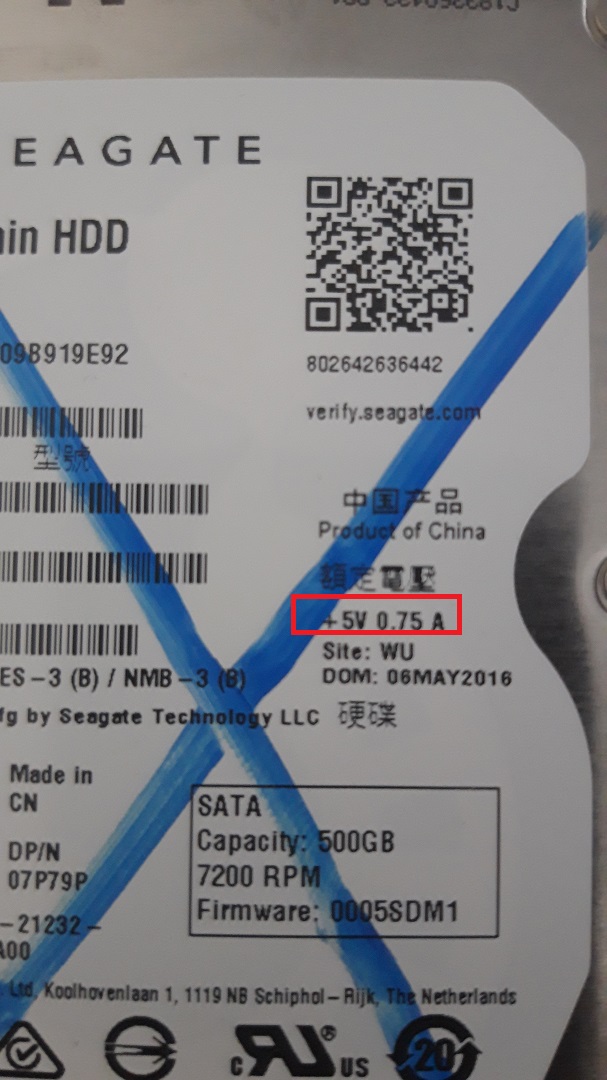 EAGATE
in HDD
098919E92
802642636442
verify.seagate.com
型號
中国产品
Product of China
額定電壓
+5V 0.75 A
Site: WU
DOM: 06MAY2016
ES-3 (B) / NMB-3 (B)
fg by Seagate Technology LLC 硬碟
Made in
CN
DP/N
07P79P
-21232-
A00
SATA
Capacity: 500GB
7200 RPM
Firmware: 0005SDM1
Ltd, Koolhovenlaan 1, 1119 NB Schiphol-Rijk, The Netherlands
c RU® US
20